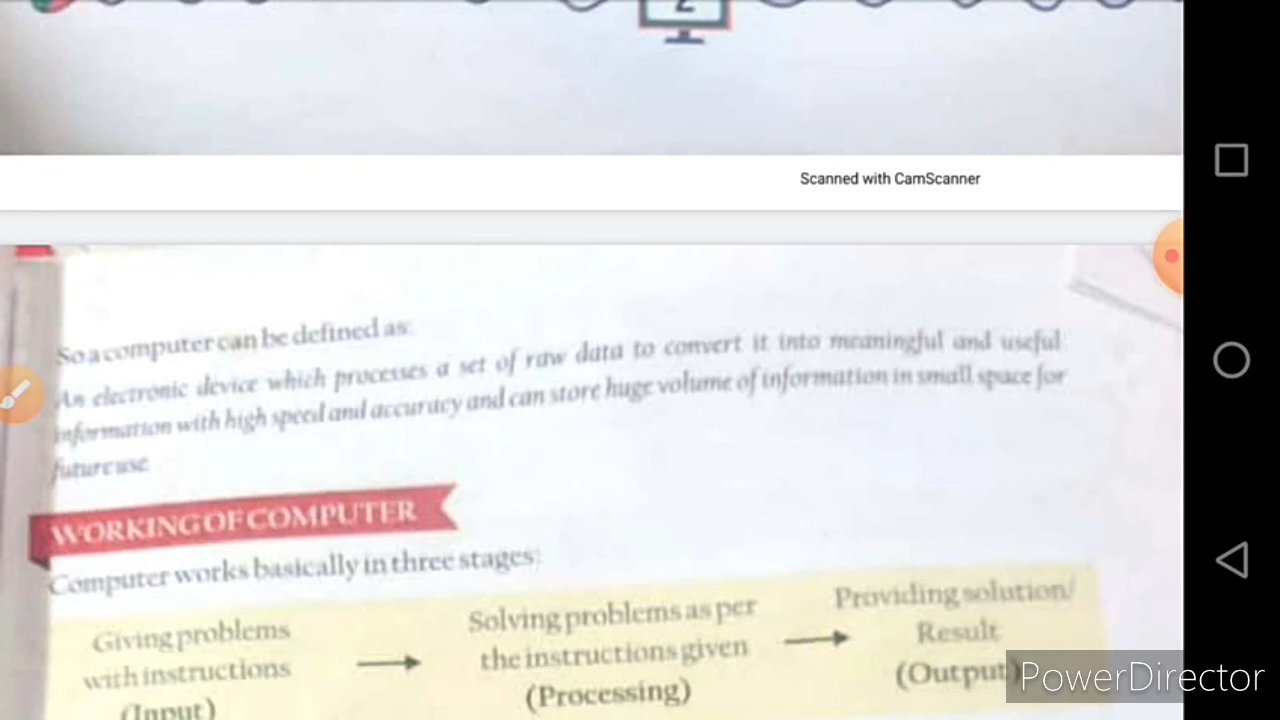 2
Scanned with CamScanner
So a computer can be defined as:
An electronic device which processes a set of raw data to convert it into meaningful and useful
information with high speed and accuracy and can store huge volume of information in small space for
future use.
WORKING OF COMPUTER
Computer works basically in three stages:
Giving problems
with instructions
(Input)
Solving problems as per
the instructions given
(Processing)
Providing solution/
Result
(Output)
PowerDirector